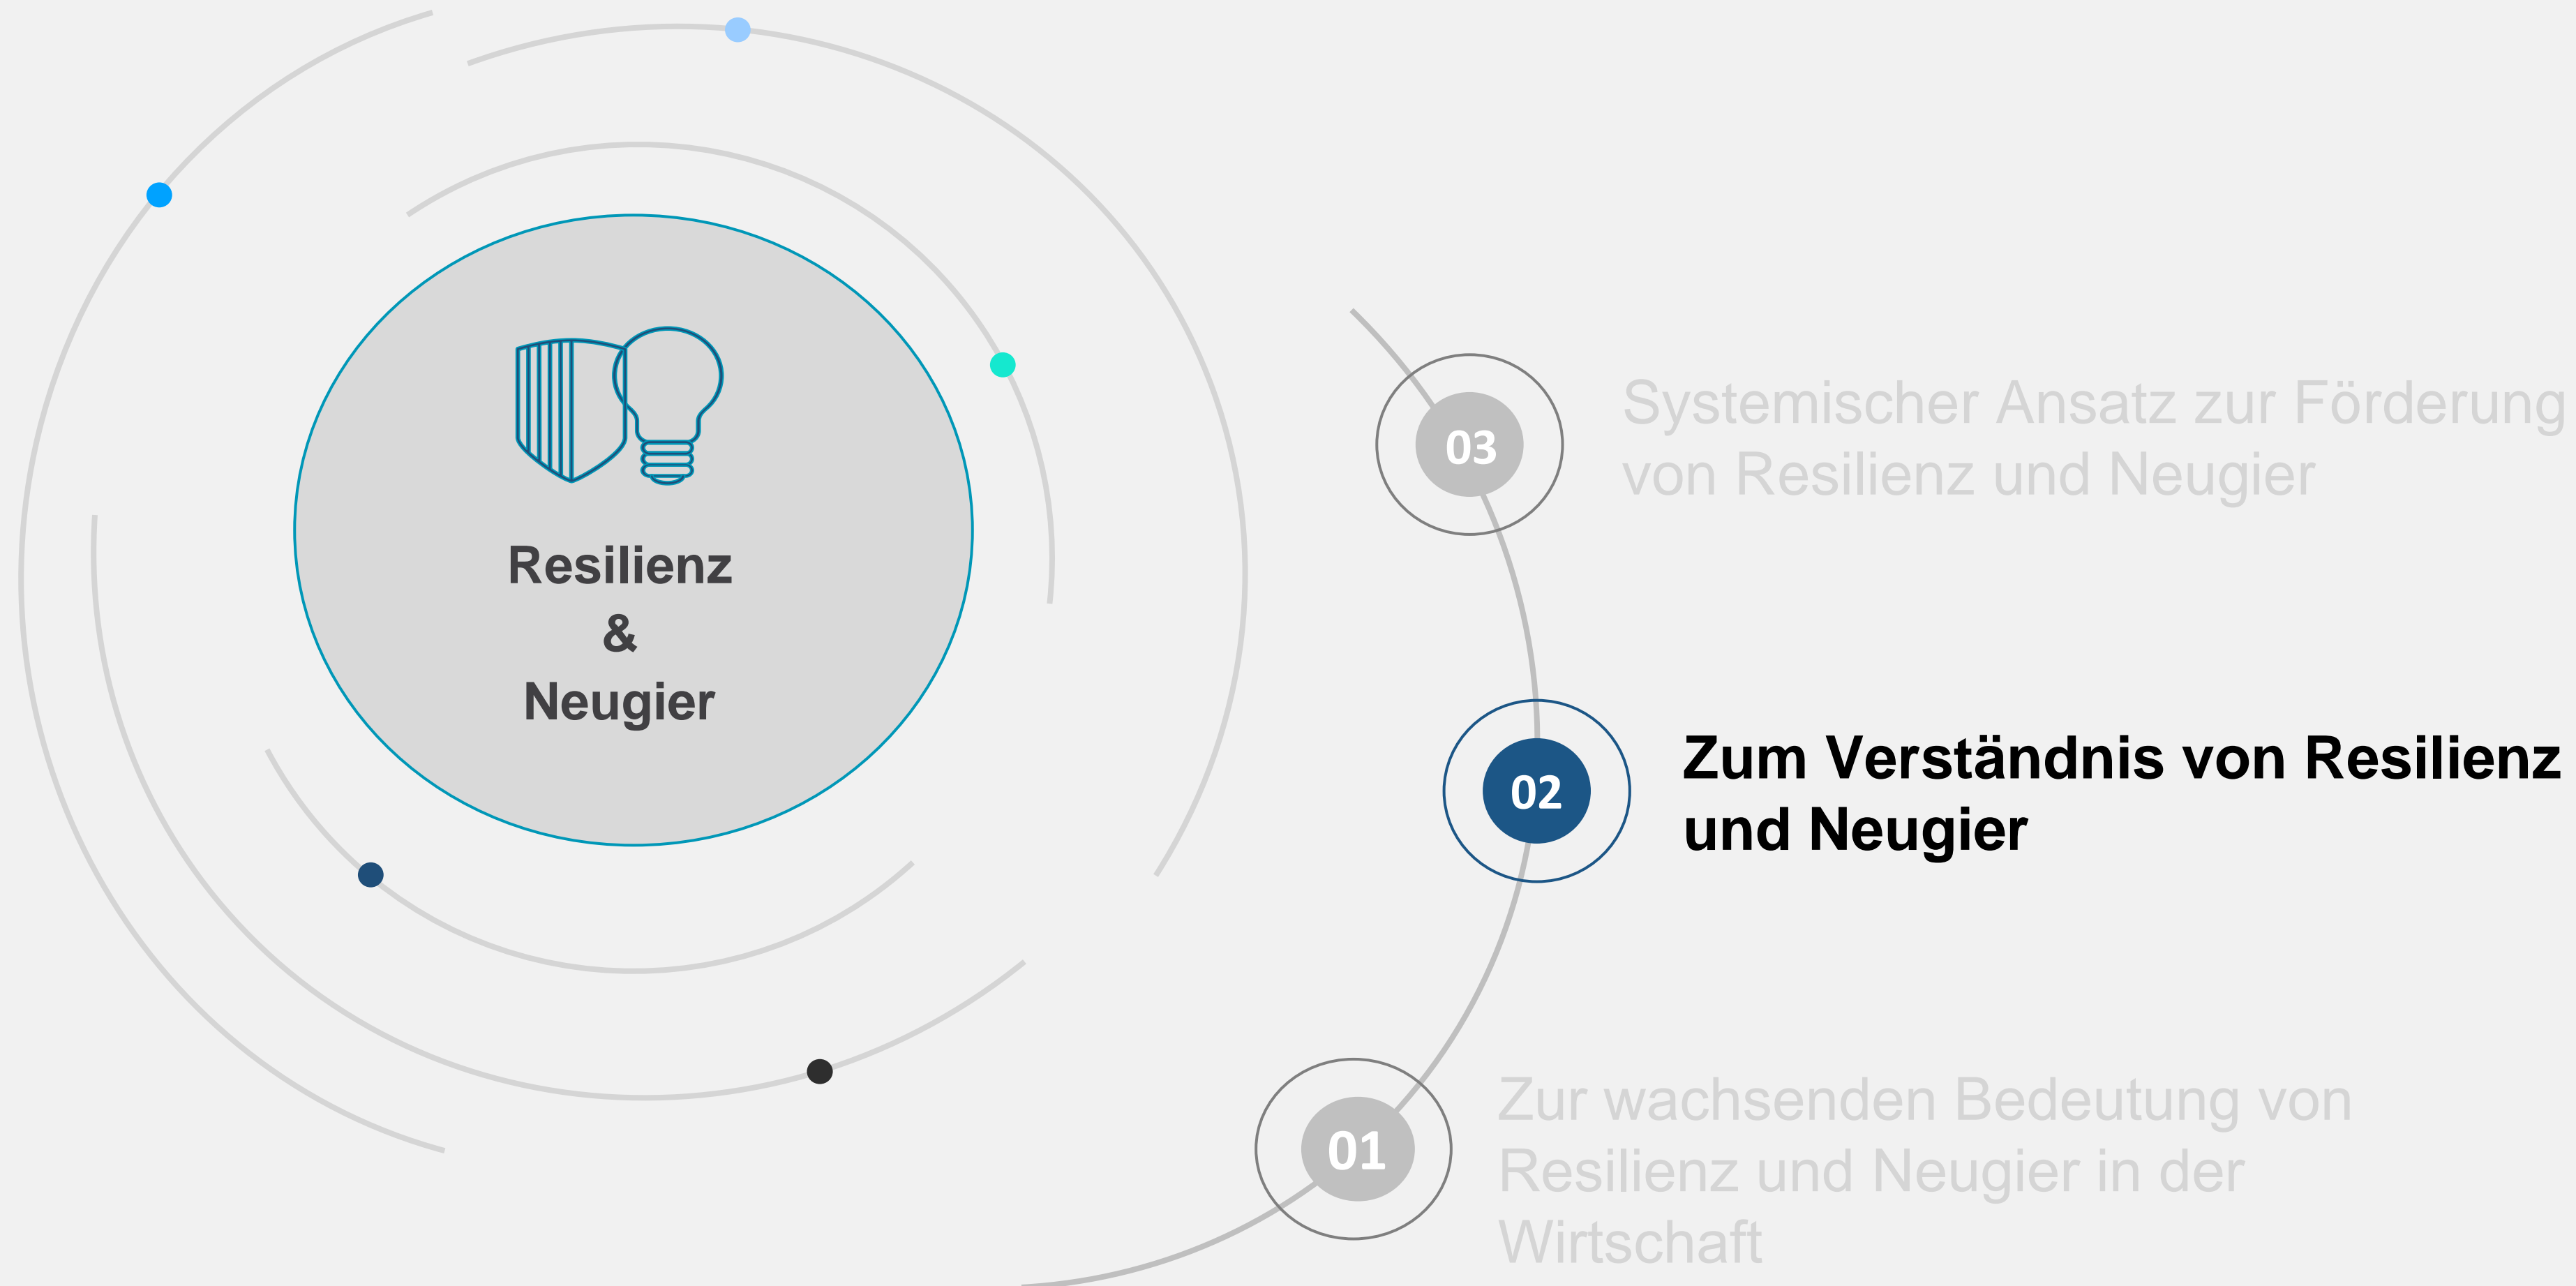 Resilienz
&
Neugier
03
Systemischer Ansatz zur Förderung
von Resilienz und Neugier
02
Zum Verständnis von Resilienz
und Neugier
01
Zur wachsenden Bedeutung von
Resilienz und Neugier in der
Wirtschaft